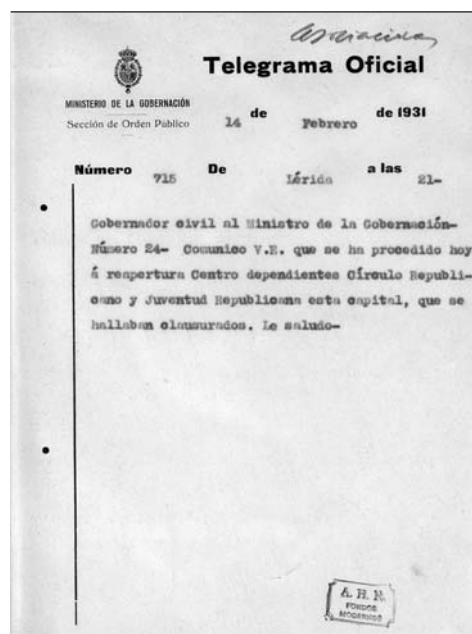 Asociaciones
Telegrama Oficial
MINISTERIO DE LA GOBERNACIÓN
Sección de Orden Público
14 de Febrero de 1931
Número 715 De Lérida a las 21-
Gobernador civil al Ministro de la Gobernación-
Número 24- Comunico V.E. que se ha procedido hoy
á reapertura Centro dependientes Círculo Republi-
cano y Juventud Republicana esta capital, que se
hallaban clausurados. Le saludo-
A. H. N.
FONDOS
MODERNOS